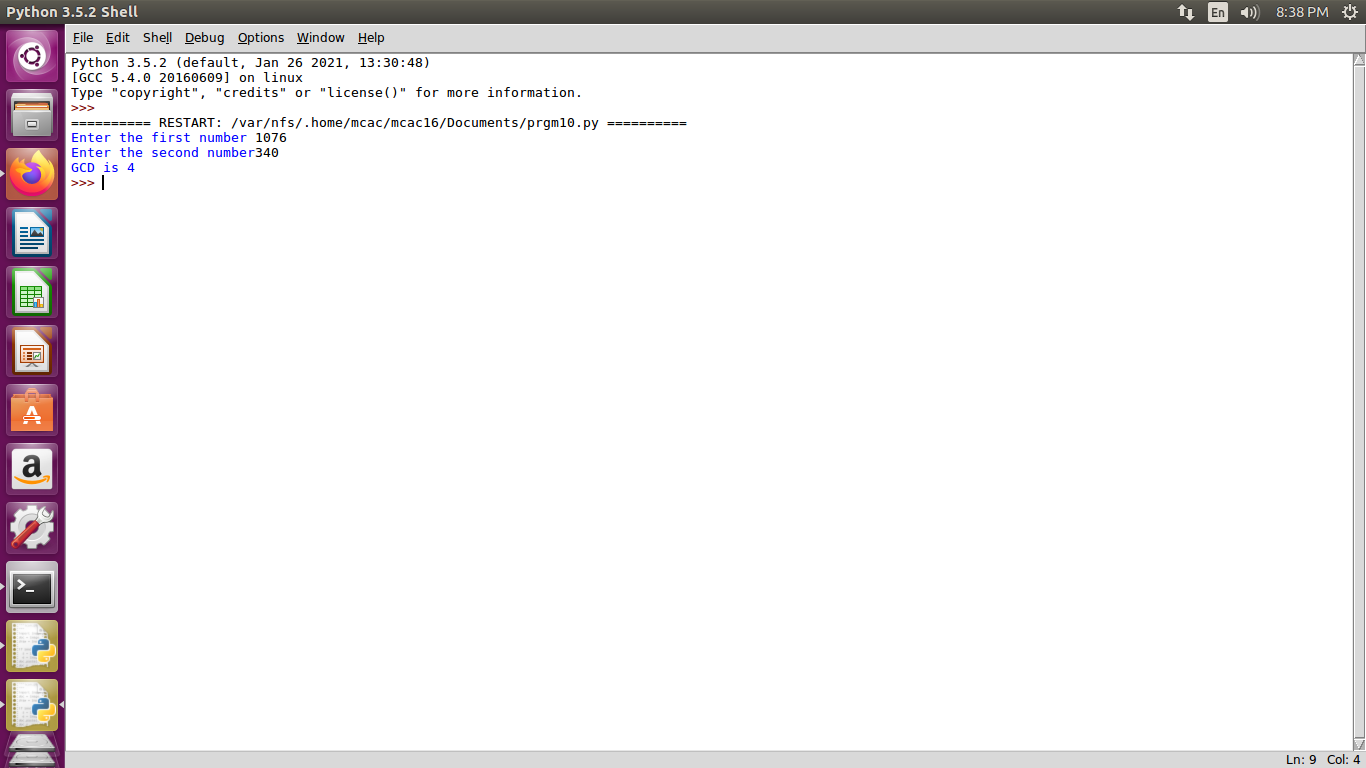 Python 3.5.2 Shell
En
8:38 PM
File Edit Shell Debug Options Window Help
Python 3.5.2 (default, Jan 26 2021, 13:30:48)
[GCC 5.4.0 20160609] on linux
Type "copyright", "credits" or "license()" for more information.
>>>
========== RESTART: /var/nfs/.home/mcac/mcac16/Documents/prgm10.py ==========
Enter the first number 1076
Enter the second number340
GCD is 4
>>>
Ln: 9 Col: 4